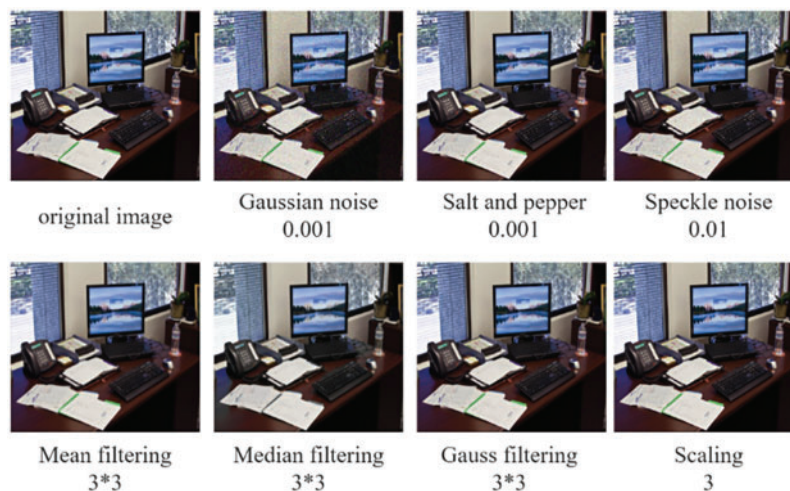 original image
Gaussian noise
0.001
Salt and pepper
0.001
Speckle noise
0.01
Mean filtering
3*3
Median filtering
3*3
Gauss filtering
3*3
Scaling
3